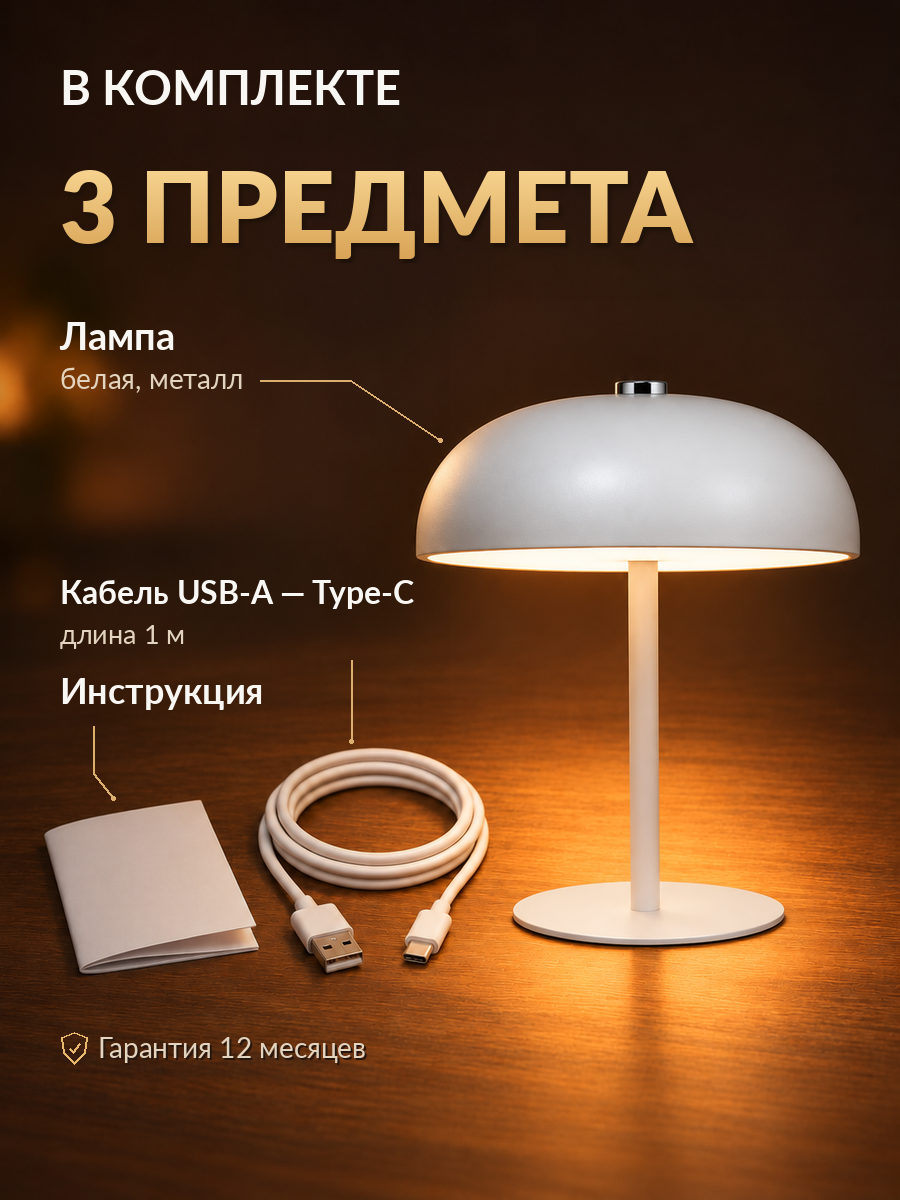 В КОМПЛЕКТЕ
3 ПРЕДМЕТА
Лампа
белая, металл
Кабель USB-A — Type-C
длина 1 м
Инструкция
Гарантия 12 месяцев